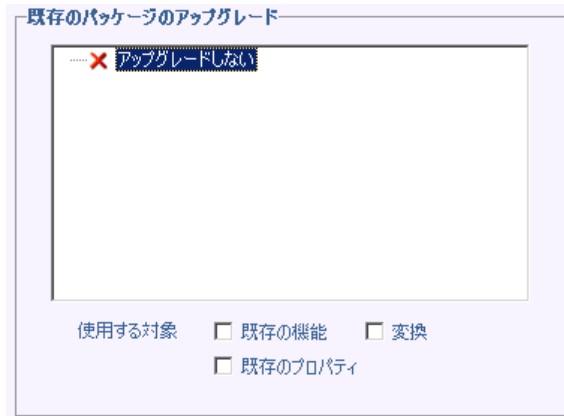 既存のパッケージのアップグレード
アップグレードしない
使用する対象 既存の機能 変換
既存のプロパティ